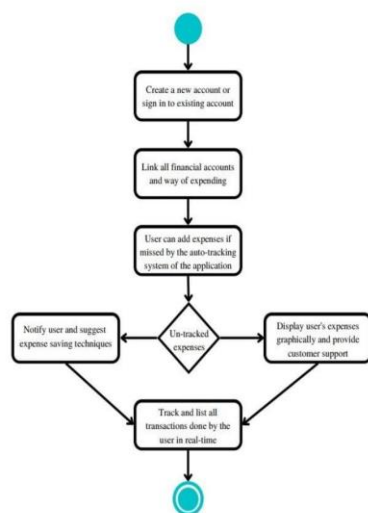 Create a new account or
sign in to existing account
Link all financial accounts
and way of expending
User can add expenses if
missed by the auto-tracking
system of the application
Un-tracked
expenses
Notify user and suggest
expense saving techniques
Display user's expenses
graphically and provide
customer support
Track and list all
transactions done by the
user in real-time